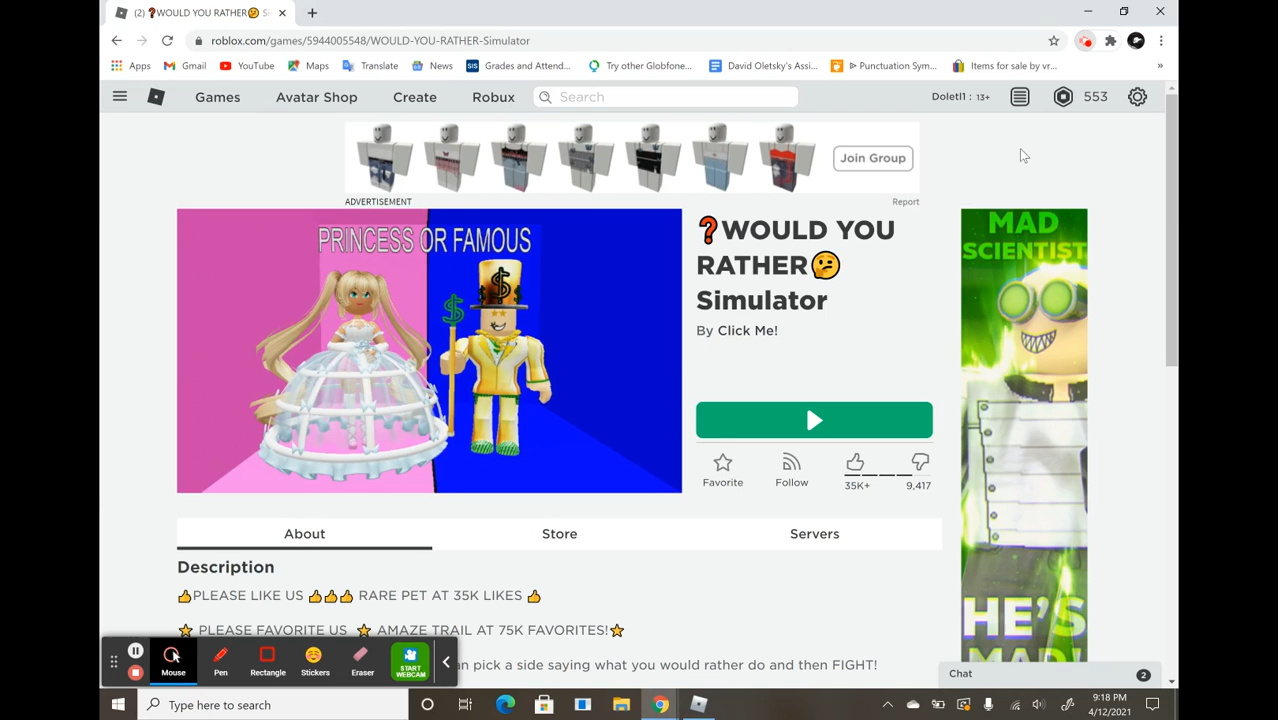 (2) ❓WOULD YOU RATHER🤔 Si
roblox.com/games/5944005548/WOULD-YOU-RATHER-Simulator
Apps Gmail YouTube Maps Translate News SIS Grades and Attend... Try other Globfone... David Oletsky's Assi... ⊳ Punctuation Sym... Items for sale by vr... »
Games Avatar Shop Create Robux Search Doletl1 : 13+ 553
Join Group
ADVERTISEMENT Report
PRINCESS OR FAMOUS
$
$
❓WOULD YOU
RATHER🤔
Simulator
By Click Me!
Favorite Follow 35K+ 9,417
MAD
SCIENTIST
HE'S
MAD
About Store Servers
Description
👍PLEASE LIKE US 👍👍👍 RARE PET AT 35K LIKES 👍
⭐ PLEASE FAVORITE US ⭐ AMAZE TRAIL AT 75K FAVORITES!⭐
an pick a side saying what you would rather do and then FIGHT!
Mouse Pen Rectangle Stickers Eraser START
WEBCAM
Chat 2
Type here to search
9:18 PM
4/12/2021